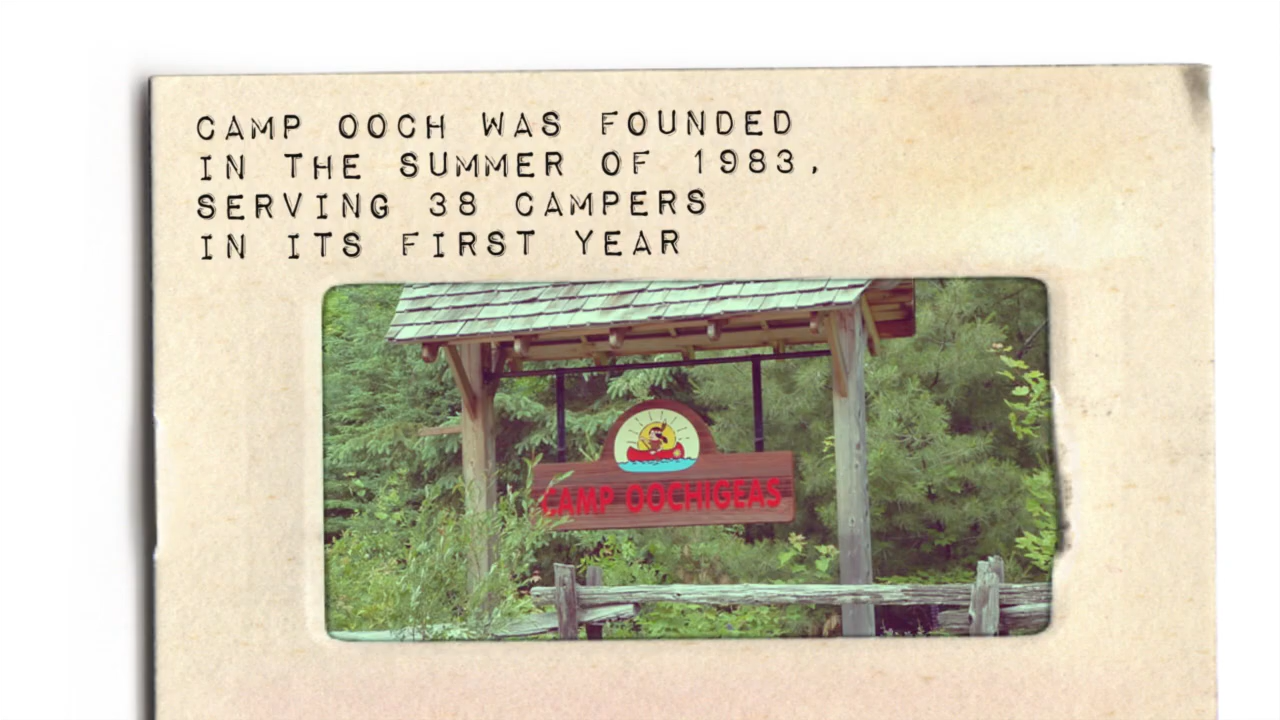 CAMP OOCH WAS FOUNDED
IN THE SUMMER OF 1983,
SERVING 38 CAMPERS
IN ITS FIRST YEAR
CAMP OOCHIGEAS